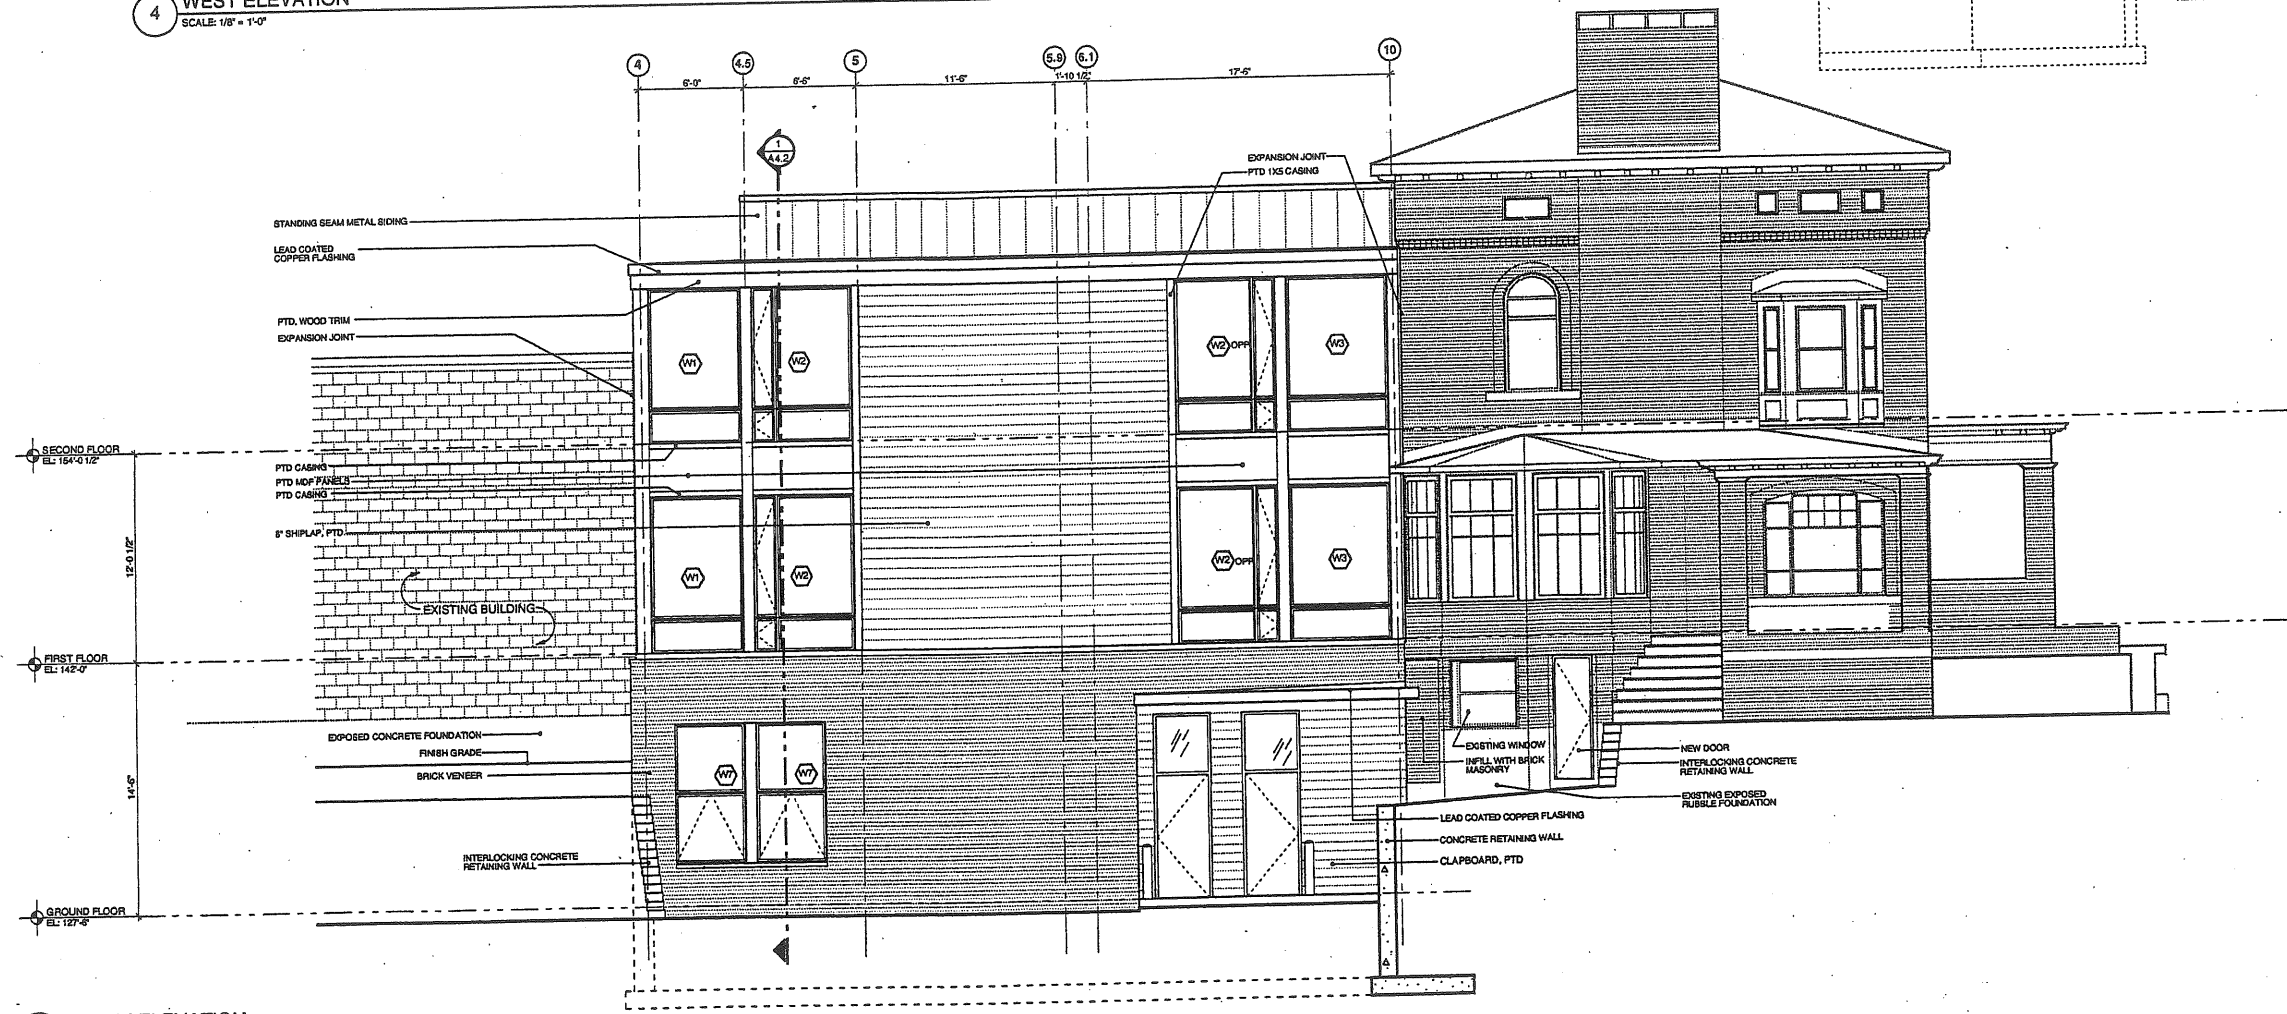 4 WEST ELEVATION
SCALE: 1/8" = 1'-0"
4
4.5
5
5.9
6.1
10
6'-0"
6'-6"
11'-6"
1'-10 1/2"
17'-6"
1
A4.2
EXPANSION JOINT
PTD 1X5 CASING
STANDING SEAM METAL SIDING
LEAD COATED
COPPER FLASHING
PTD. WOOD TRIM
EXPANSION JOINT
W1
W2
W2 OPP
W3
SECOND FLOOR
EL: 154'-0 1/2"
PTD CASING
PTD MDF PANELS
PTD CASING
8" SHIPLAP, PTD.
12'-0 1/2"
W1
W2
W2 OPP
W3
EXISTING BUILDING
FIRST FLOOR
EL: 142'-0"
EXPOSED CONCRETE FOUNDATION
FINISH GRADE
BRICK VENEER
14'-6"
W7
W7
EXISTING WINDOW
INFILL WITH BRICK
MASONRY
NEW DOOR
INTERLOCKING CONCRETE
RETAINING WALL
EXISTING EXPOSED
RUBBLE FOUNDATION
LEAD COATED COPPER FLASHING
CONCRETE RETAINING WALL
CLAPBOARD, PTD
INTERLOCKING CONCRETE
RETAINING WALL
GROUND FLOOR
EL: 127'-6"
ELEVATION